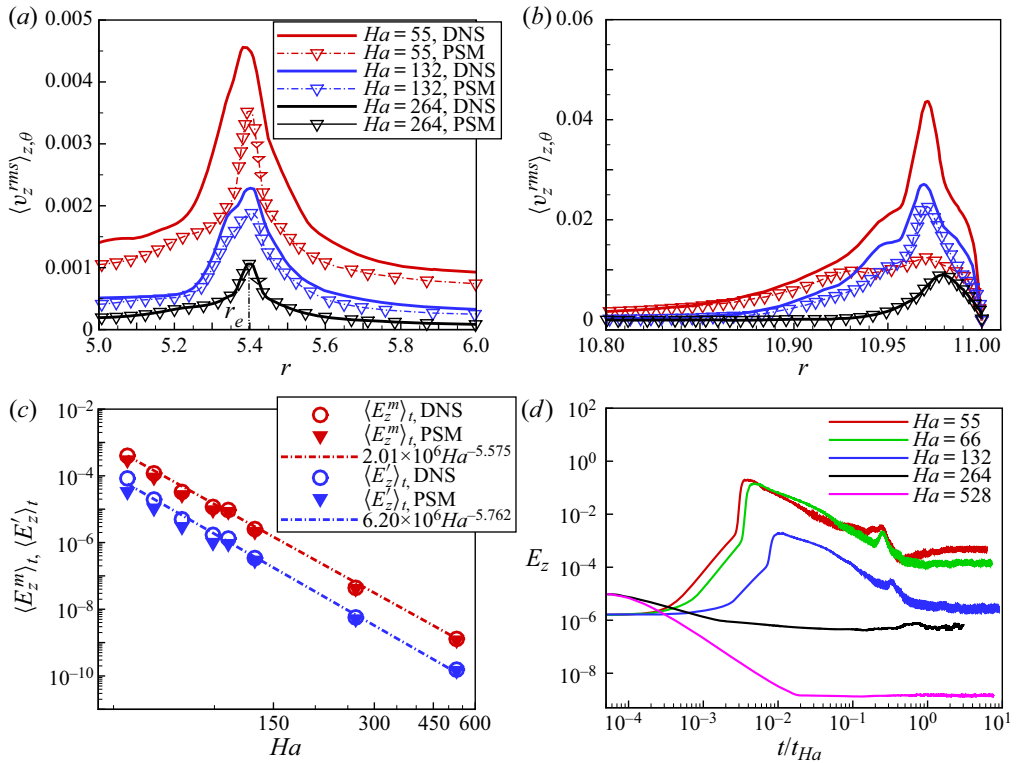 (a)
0.005
0.004
0.003
0.002
0.001
0
⟨v_z^{rms}⟩_{z,θ}
Ha = 55, DNS
Ha = 55, PSM
Ha = 132, DNS
Ha = 132, PSM
Ha = 264, DNS
Ha = 264, PSM
r_e
5.0 5.2 5.4 5.6 5.8 6.0
r
(b)
0.06
0.04
0.02
0
⟨v_z^{rms}⟩_{z,θ}
10.80 10.85 10.90 10.95 11.00
r
(c)
10^{−2}
10^{−4}
10^{−6}
10^{−8}
10^{−10}
⟨E_z^m⟩_t, ⟨E_z′⟩_t
⟨E_z^m⟩_t, DNS
⟨E_z^m⟩_t, PSM
2.01×10^6Ha^{−5.575}
⟨E_z′⟩_t, DNS
⟨E_z′⟩_t, PSM
6.20×10^6Ha^{−5.762}
150 300 450 600
Ha
(d)
10^2
10^0
10^{−2}
10^{−4}
10^{−6}
10^{−8}
E_z
Ha = 55
Ha = 66
Ha = 132
Ha = 264
Ha = 528
10^{−4} 10^{−3} 10^{−2} 10^{−1} 10^0 10^1
t/t_{Ha}